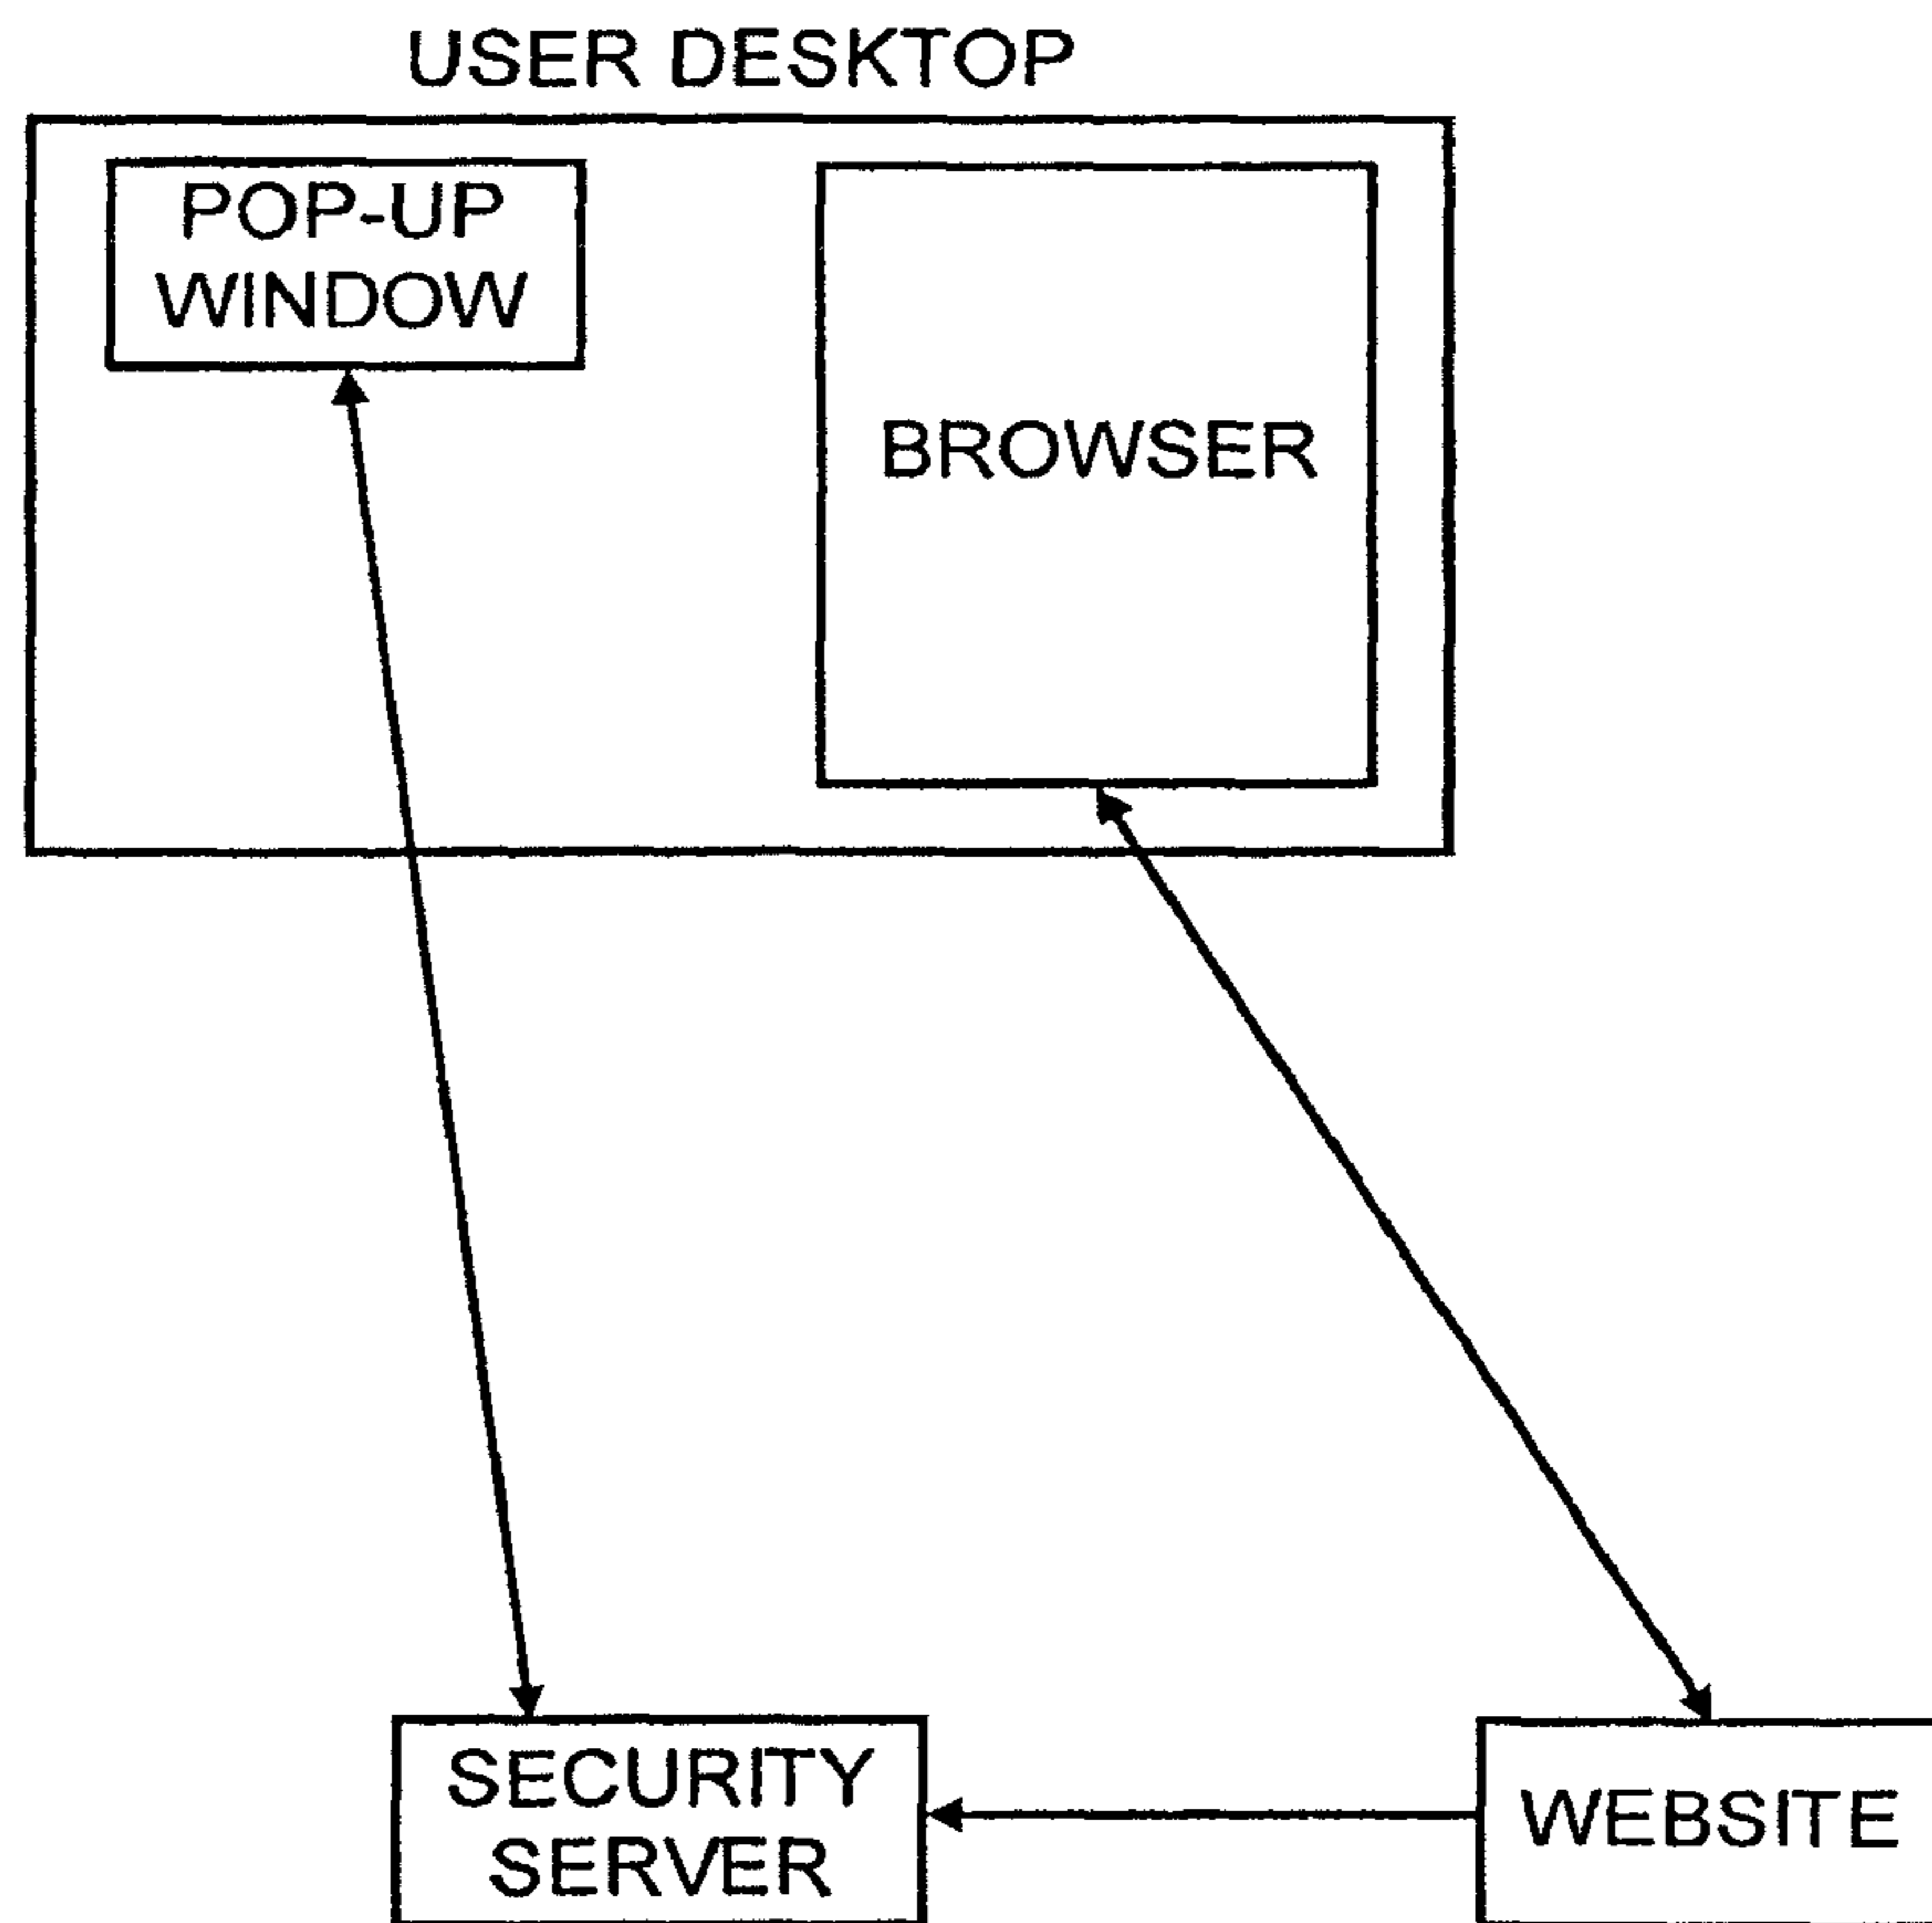 USER DESKTOP
POP-UP
WINDOW
BROWSER
SECURITY
SERVER
WEBSITE